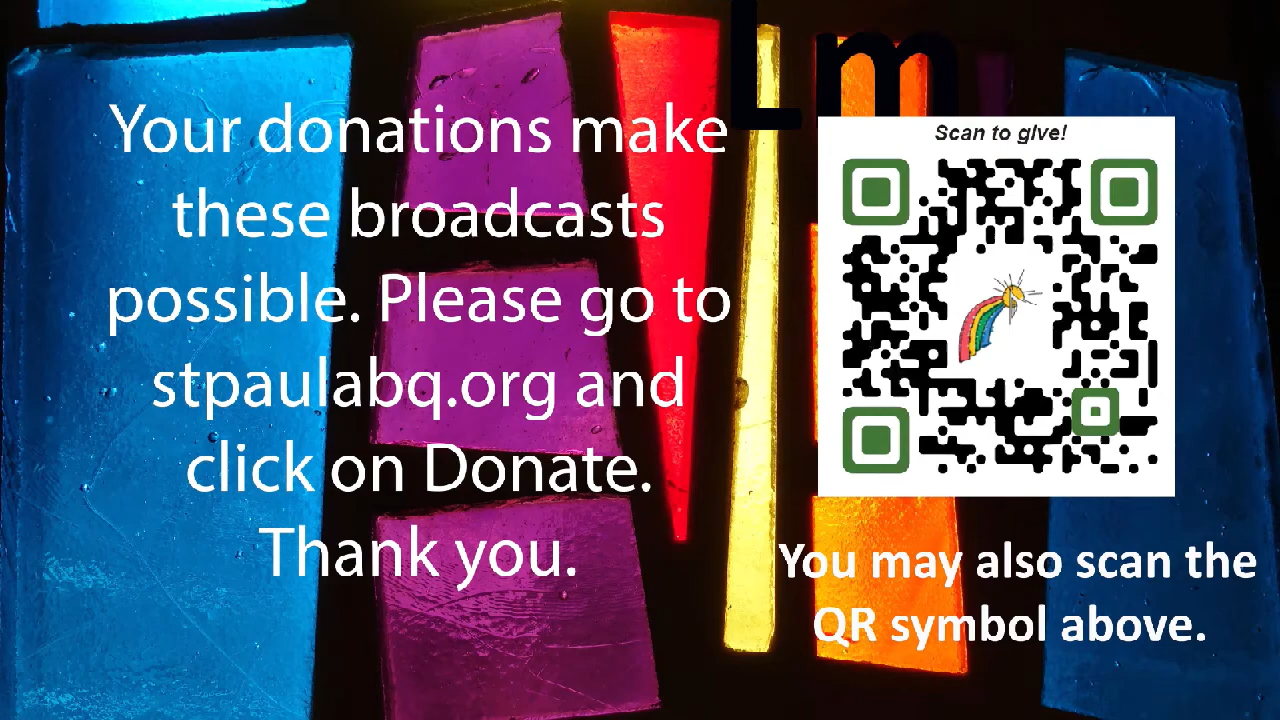 Your donations make
these broadcasts
possible. Please go to
stpaulabq.org and
click on Donate.
Thank you.
Lm
Scan to give!
You may also scan the
QR symbol above.